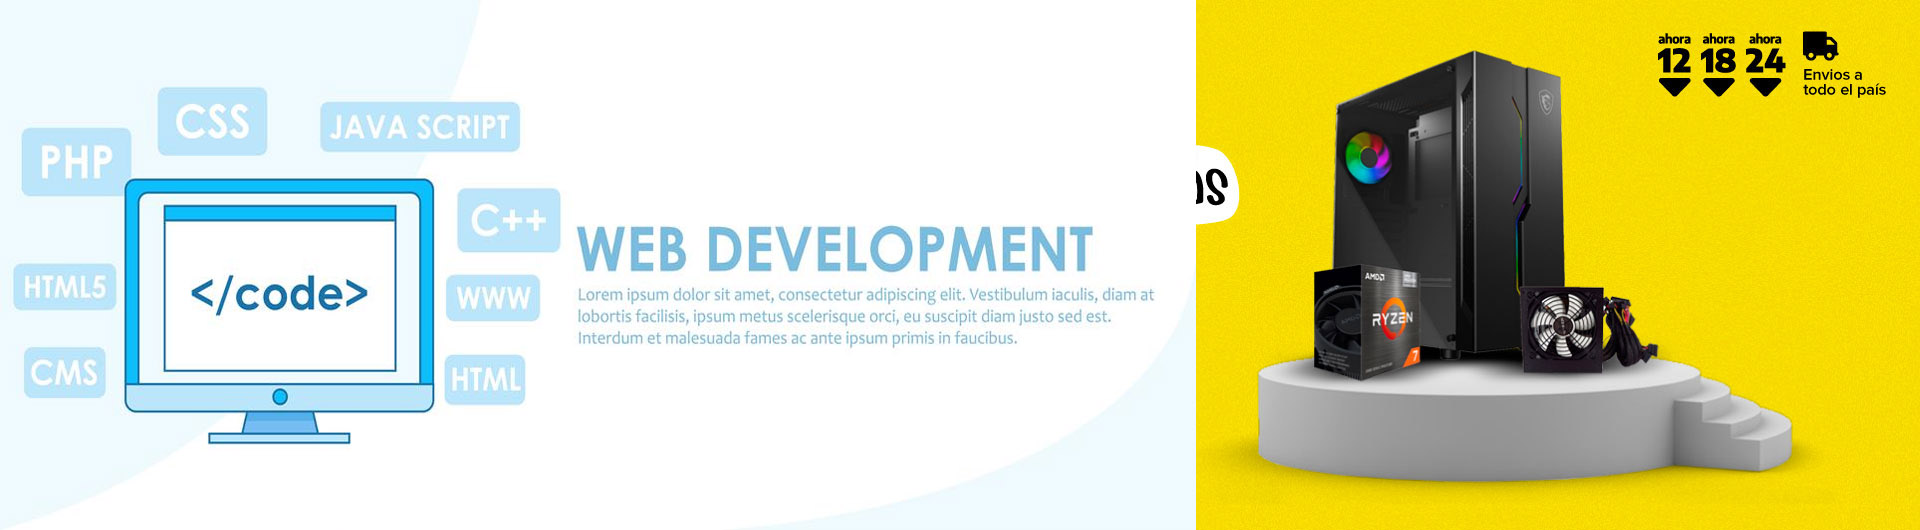 CSS
JAVA SCRIPT
PHP
C++
</code>
HTML5
WWW
CMS
HTML
WEB DEVELOPMENT
Lorem ipsum dolor sit amet, consectetur adipiscing elit. Vestibulum iaculis, diam at
lobortis facilisis, ipsum metus scelerisque orci, eu suscipit diam justo sed est.
Interdum et malesuada fames ac ante ipsum primis in faucibus.
ahora ahora ahora
12 18 24
Envios a
todo el país
AMD
RYZEN
7